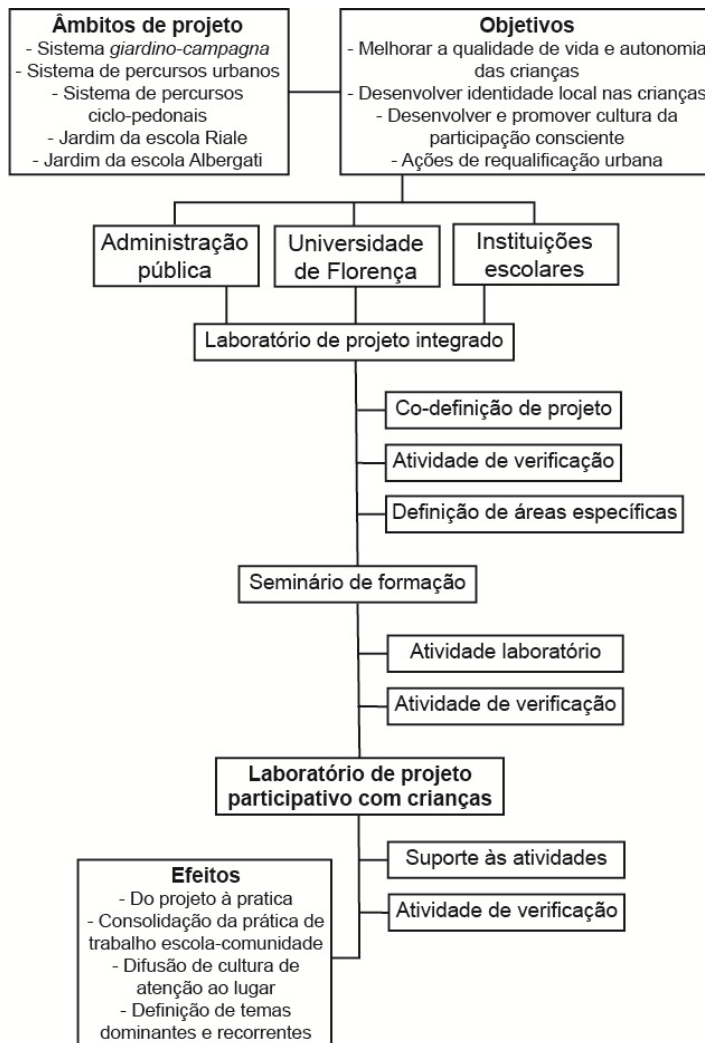 Âmbitos de projeto
- Sistema giardino-campagna
- Sistema de percursos urbanos
- Sistema de percursos
ciclo-pedonais
- Jardim da escola Riale
- Jardim da escola Albergati
Objetivos
- Melhorar a qualidade de vida e autonomia
das crianças
- Desenvolver identidade local nas crianças
- Desenvolver e promover cultura da
participação consciente
- Ações de requalificação urbana
Administração
pública
Universidade
de Florença
Instituições
escolares
Laboratório de projeto integrado
Co-definição de projeto
Atividade de verificação
Definição de áreas específicas
Seminário de formação
Atividade laboratório
Atividade de verificação
Laboratório de projeto
participativo com crianças
Suporte às atividades
Atividade de verificação
Efeitos
- Do projeto à pratica
- Consolidação da prática de
trabalho escola-comunidade
- Difusão de cultura de
atenção ao lugar
- Definição de temas
dominantes e recorrentes